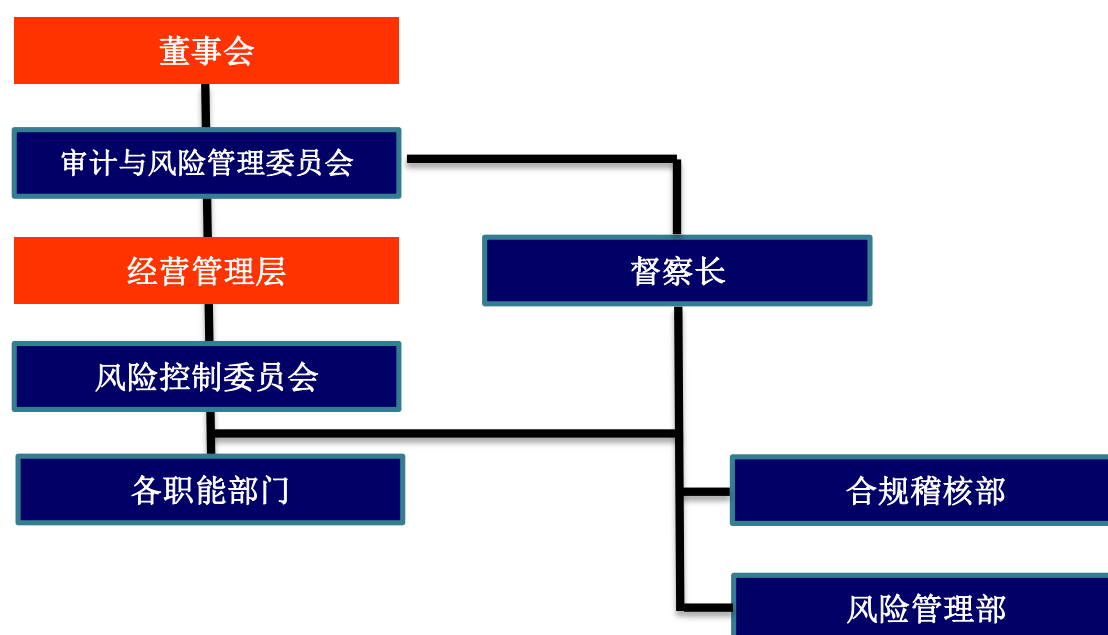 董事会
审计与风险管理委员会
经营管理层
督察长
风险控制委员会
各职能部门
合规稽核部
风险管理部